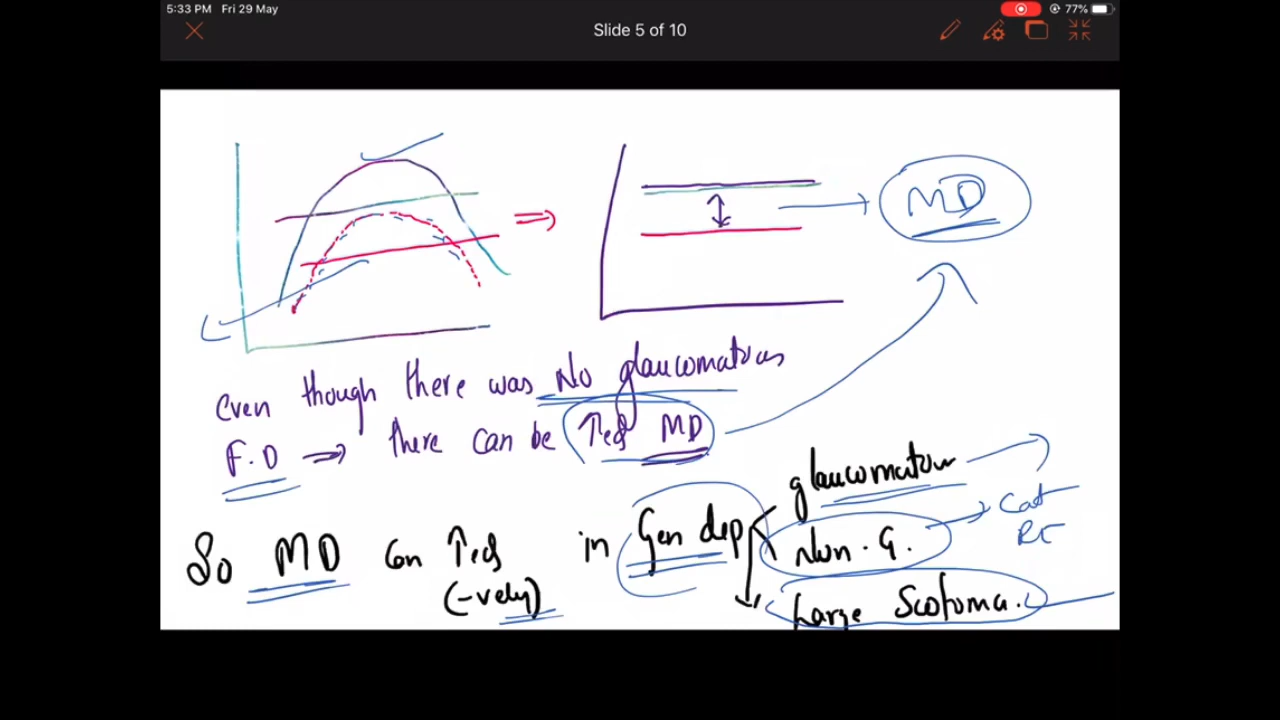 5:33 PM Fri 29 May
77%
Slide 5 of 10
MD
Even though there was No glaucomatous
F.D → there can be ↑ed MD
glaucomatous
So MD can ↑ed in Gen dep
(-vely)
Non. G. → Cat
RE
Large Scotoma.